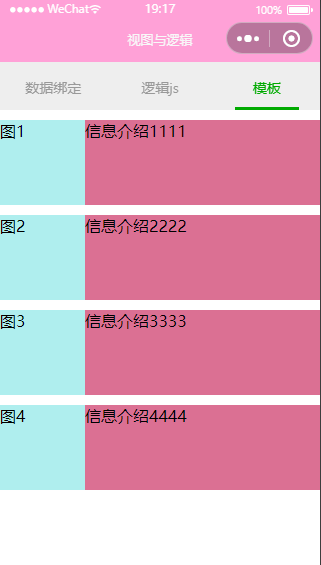 WeChat 19:17 100%
视图与逻辑
数据绑定 逻辑js 模板
图1 信息介绍1111
图2 信息介绍2222
图3 信息介绍3333
图4 信息介绍4444